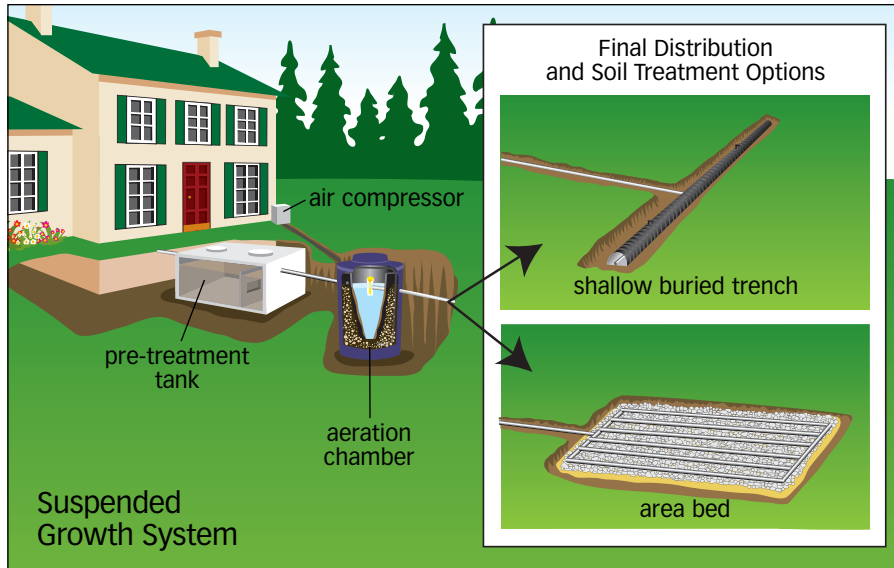 Final Distribution
and Soil Treatment Options
air compressor
shallow buried trench
pre-treatment
tank
aeration
chamber
area bed
Suspended
Growth System